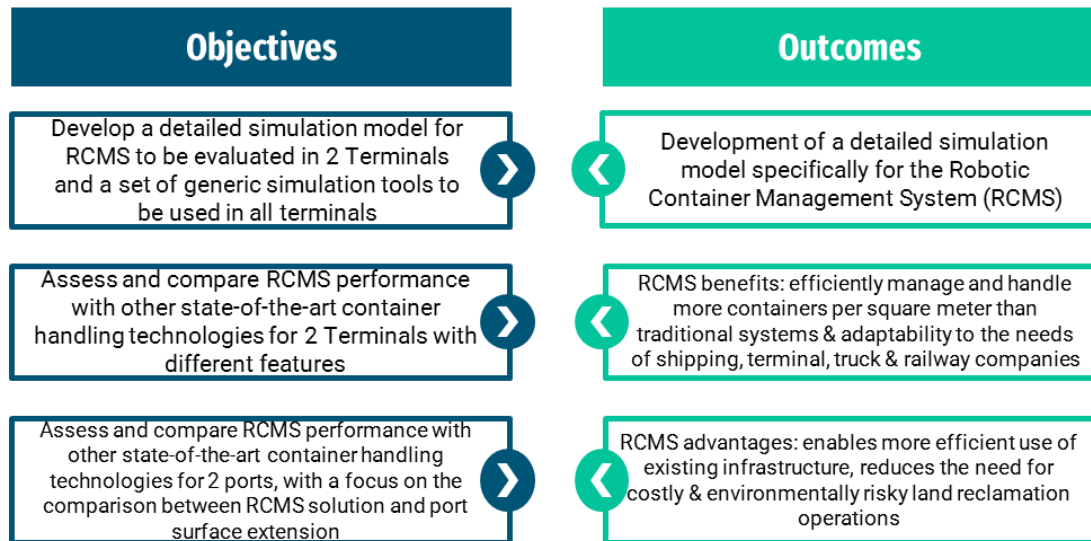 Objectives
Outcomes
Develop a detailed simulation model for
RCMS to be evaluated in 2 Terminals
and a set of generic simulation tools to
be used in all terminals
Development of a detailed simulation
model specifically for the Robotic
Container Management System (RCMS)
Assess and compare RCMS performance
with other state-of-the-art container
handling technologies for 2 Terminals with
different features
RCMS benefits: efficiently manage and handle
more containers per square meter than
traditional systems & adaptability to the needs
of shipping, terminal, truck & railway companies
Assess and compare RCMS performance with
other state-of-the-art container handling
technologies for 2 ports, with a focus on the
comparison between RCMS solution and port
surface extension
RCMS advantages: enables more efficient use of
existing infrastructure, reduces the need for
costly & environmentally risky land reclamation
operations